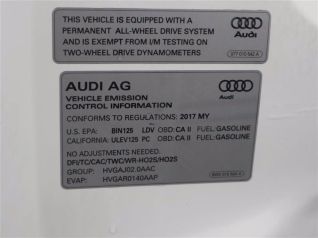 THIS VEHICLE IS EQUIPPED WITH A
PERMANENT ALL-WHEEL DRIVE SYSTEM
AND IS EXEMPT FROM I/M TESTING ON
TWO-WHEEL DRIVE DYNAMOMETERS
Audi
AUDI AG
VEHICLE EMISSION
CONTROL INFORMATION
Audi
CONFORMS TO REGULATIONS: 2017 MY
U.S. EPA: BIN125 LDV OBD: CA II FUEL: GASOLINE
CALIFORNIA: ULEV125 PC OBD: CA II FUEL: GASOLINE
NO ADJUSTMENTS NEEDED.
DFI/TC/CAC/TWC/WR-HO2S/HO2S
GROUP: HVGAJ02.0AAC
EVAP: HVGAR0140AAP